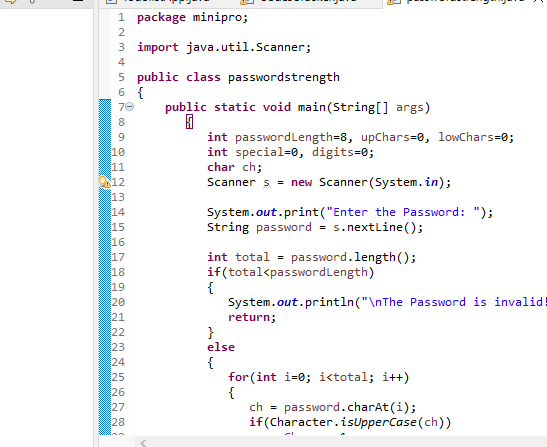 1 package minipro;
2
3 import java.util.Scanner;
4
5 public class passwordstrength
6 {
7 public static void main(String[] args)
8 {
9 int passwordLength=8, upChars=0, lowChars=0;
10 int special=0, digits=0;
11 char ch;
12 Scanner s = new Scanner(System.in);
13
14 System.out.print("Enter the Password: ");
15 String password = s.nextLine();
16
17 int total = password.length();
18 if(total<passwordLength)
19 {
20 System.out.println("\nThe Password is invalid!
21 return;
22 }
23 else
24 {
25 for(int i=0; i<total; i++)
26 {
27 ch = password.charAt(i);
28 if(Character.isUpperCase(ch))